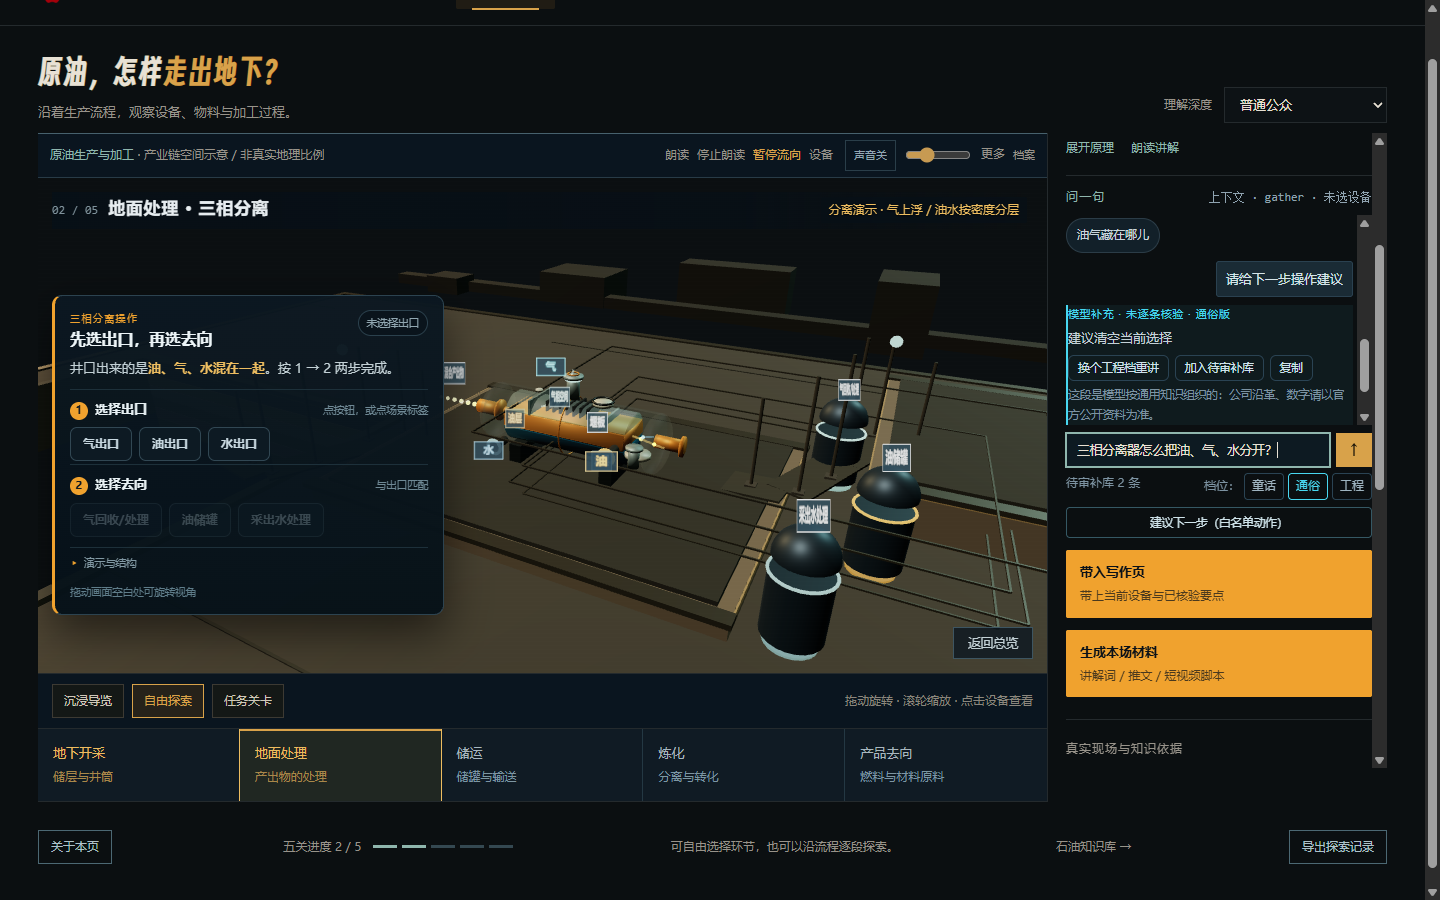 原油，怎样走出地下?
沿着生产流程，观察设备、物料与加工过程。
理解深度
普通公众
原油生产与加工 · 产业链空间示意 / 非真实地理比例
朗读 停止朗读 暂停流向 设备 声音关 更多 档案
02 / 05 地面处理 • 三相分离
分离演示 · 气上浮 / 油水按密度分层
三相分离操作
未选择出口
先选出口，再选去向
井口出来的是油、气、水混在一起。按 1 → 2 两步完成。
1 选择出口
点按钮，或点场景标签
气出口 油出口 水出口
2 选择去向
与出口匹配
气回收/处理 油储罐 采出水处理
▸ 演示与结构
拖动画面空白处可旋转视角
气
油
水
油储罐
采出水处理
返回总览
沉浸导览 自由探索 任务关卡
拖动旋转 · 滚轮缩放 · 点击设备查看
地下开采
储层与井筒
地面处理
产出物的处理
储运
储罐与输送
炼化
分离与转化
产品去向
燃料与材料原料
展开原理 朗读讲解
问一句
上下文 · gather · 未选设备
油气藏在哪儿
请给下一步操作建议
模型补充 · 未逐条核验 · 通俗版
建议清空当前选择
换个工程档重讲 加入待审补库 复制
这段是模型按通用知识组织的：公司沿革、数字请以官
方公开资料为准。
三相分离器怎么把油、气、水分开？
↑
待审补库 2 条
档位： 童话 通俗 工程
建议下一步（白名单动作）
带入写作页
带上当前设备与已核验要点
生成本场材料
讲解词 / 推文 / 短视频脚本
真实现场与知识依据
关于本页
五关进度 2 / 5
可自由选择环节，也可以沿流程逐段探索。
石油知识库 →
导出探索记录